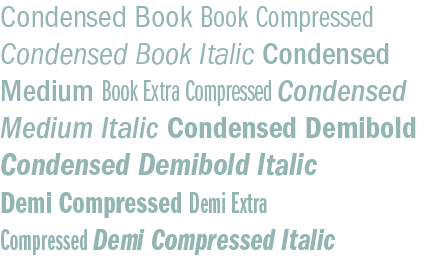 Condensed Book Book Compressed
Condensed Book Italic Condensed
Medium Book Extra Compressed Condensed
Medium Italic Condensed Demibold
Condensed Demibold Italic
Demi Compressed Demi Extra
Compressed Demi Compressed Italic